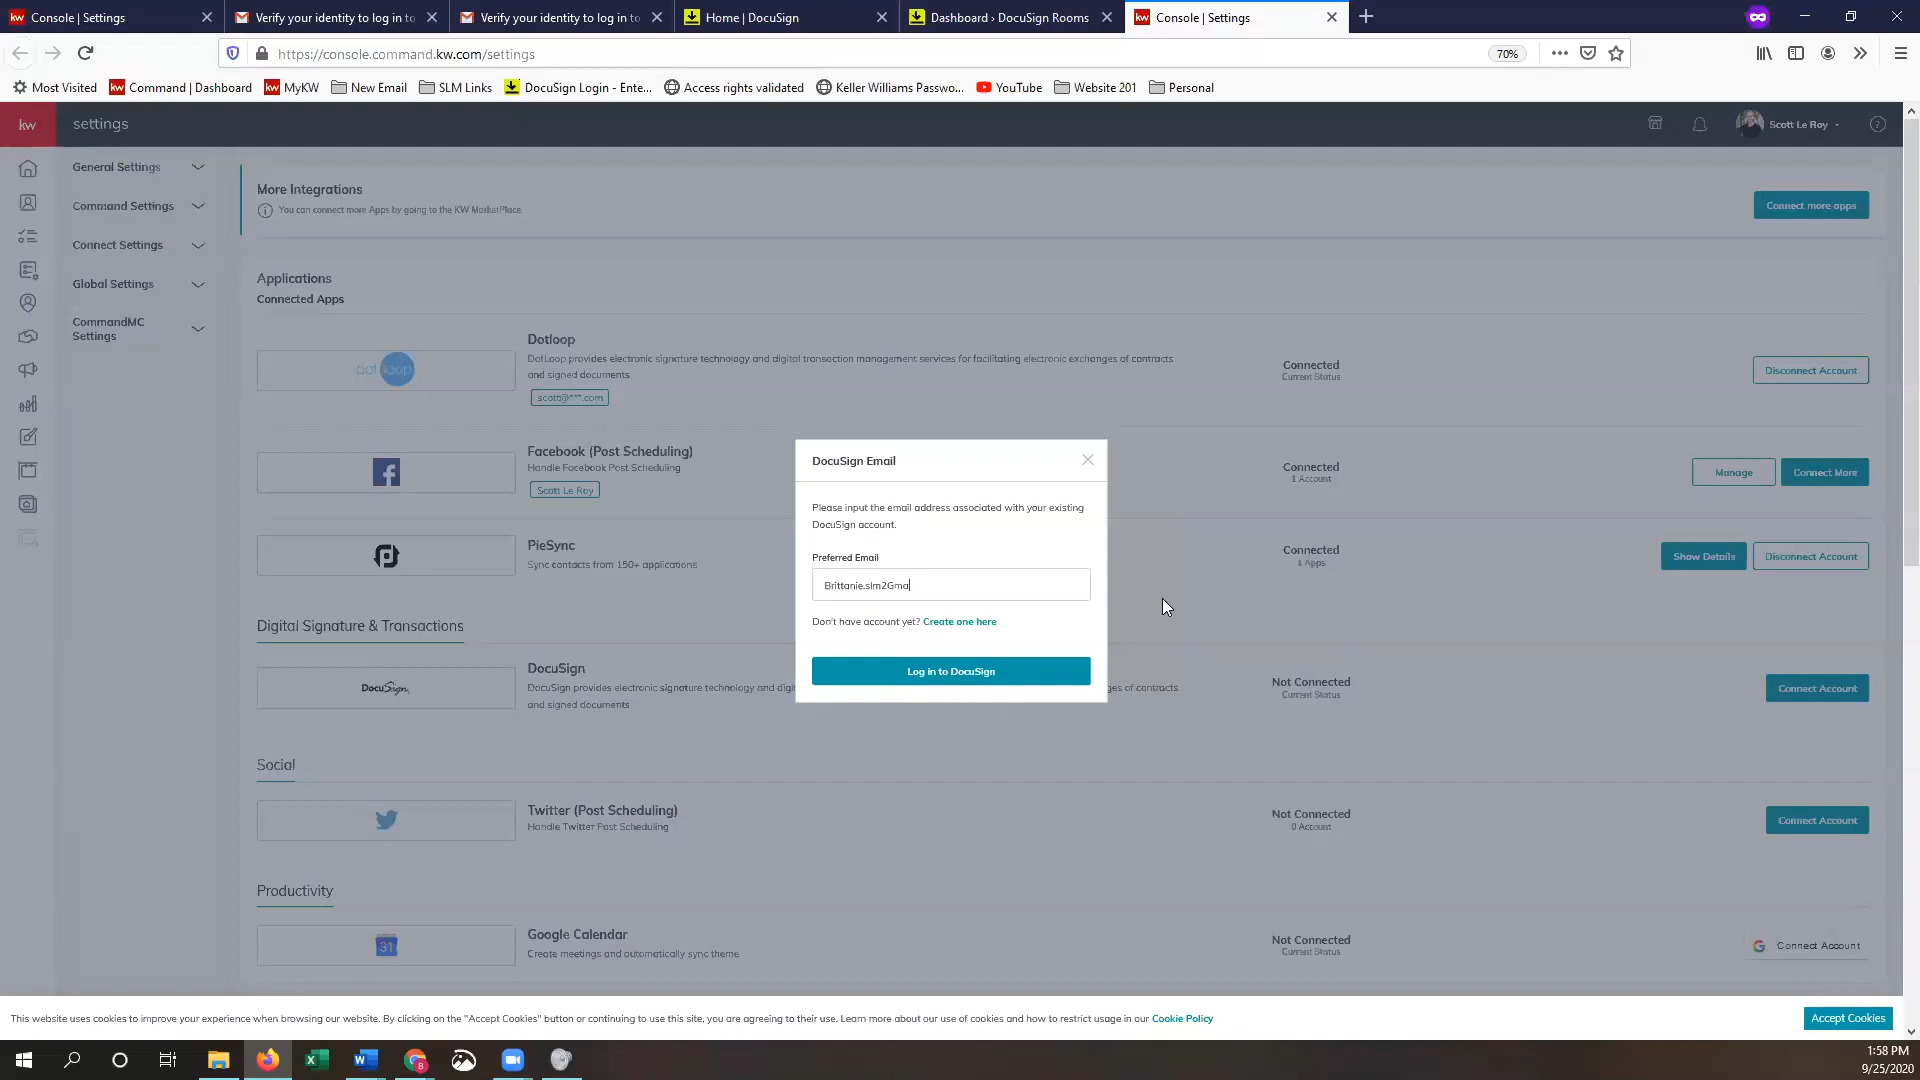 Console | Settings
Verify your identity to log in to
Verify your identity to log in to
Home | DocuSign
Dashboard › DocuSign Rooms
kw Console | Settings
https://console.command.kw.com/settings
70%
Most Visited
kw Command | Dashboard
kw MyKW
New Email
SLM Links
DocuSign Login - Ente...
Access rights validated
Keller Williams Passwo...
YouTube
Website 201
Personal
kw
settings
Scott Le Roy
General Settings
Command Settings
Connect Settings
Global Settings
CommandMC
Settings
More Integrations
You can connect more Apps by going to the KW MarketPlace
Connect more apps
Applications
Connected Apps
dotloop
Dotloop
DotLoop provides electronic signature technology and digital transaction management services for facilitating electronic exchanges of contracts
and signed documents
scott@***.com
Connected
Current Status
Disconnect Account
Facebook (Post Scheduling)
Handle Facebook Post Scheduling
Scott Le Roy
Connected
1 Account
Manage
Connect More
PieSync
Sync contacts from 150+ applications
Connected
1 Apps
Show Details
Disconnect Account
DocuSign Email
Please input the email address associated with your existing
DocuSign account.
Preferred Email
Brittanie.slm2Gma
Don't have account yet? Create one here
Log in to DocuSign
Digital Signature & Transactions
DocuSign
DocuSign
DocuSign provides electronic signature technology and digi
ges of contracts
and signed documents
Not Connected
Current Status
Connect Account
Social
Twitter (Post Scheduling)
Handle Twitter Post Scheduling
Not Connected
0 Account
Connect Account
Productivity
31
Google Calendar
Create meetings and automatically sync theme
Not Connected
Current Status
Connect Account
This website uses cookies to improve your experience when browsing our website. By clicking on the "Accept Cookies" button or continuing to use this site, you are agreeing to their use. Learn more about our use of cookies and how to restrict usage in our Cookie Policy
Accept Cookies
1:58 PM
9/25/2020